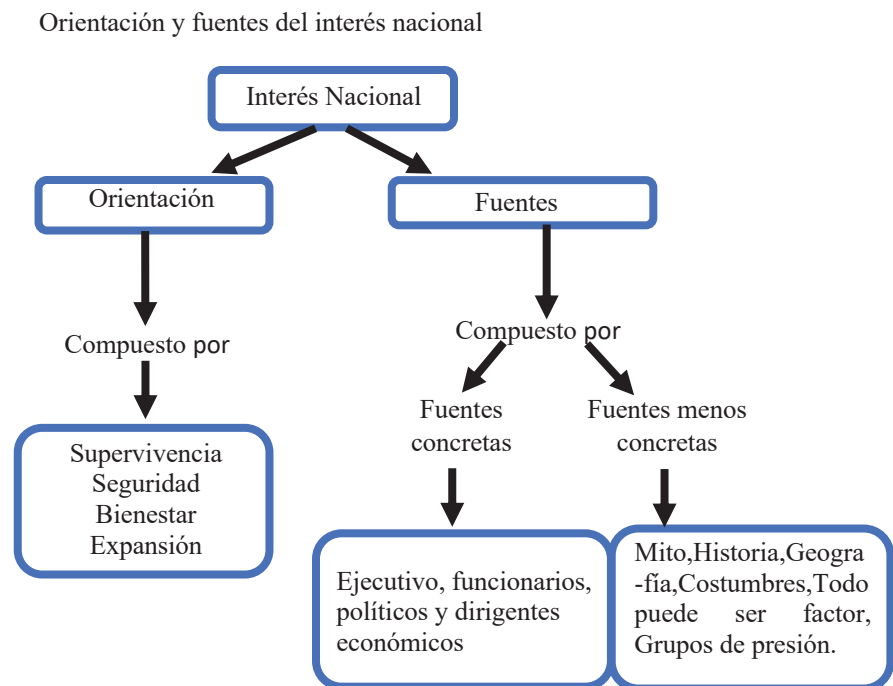 Orientación y fuentes del interés nacional
Interés Nacional
Orientación
Fuentes
Compuesto por
Compuesto por
Supervivencia
Seguridad
Bienestar
Expansión
Fuentes
concretas
Fuentes menos
concretas
Ejecutivo, funcionarios,
políticos y dirigentes
económicos
Mito,Historia,Geogra-
-fía,Costumbres,Todo
puede ser factor,
Grupos de presión.